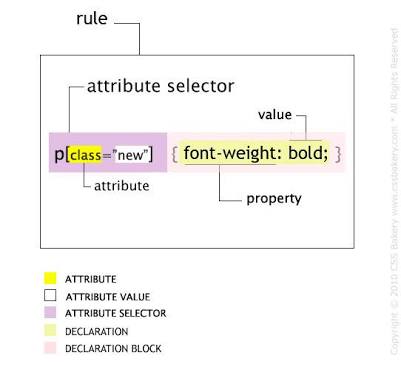 rule
attribute selector
value
p[class="new"] { font-weight: bold; }
attribute
property
ATTRIBUTE
ATTRIBUTE VALUE
ATTRIBUTE SELECTOR
DECLARATION
DECLARATION BLOCK
Copyright © 2010 CSS Bakery www.cssbakery.com * All Rights Reserved